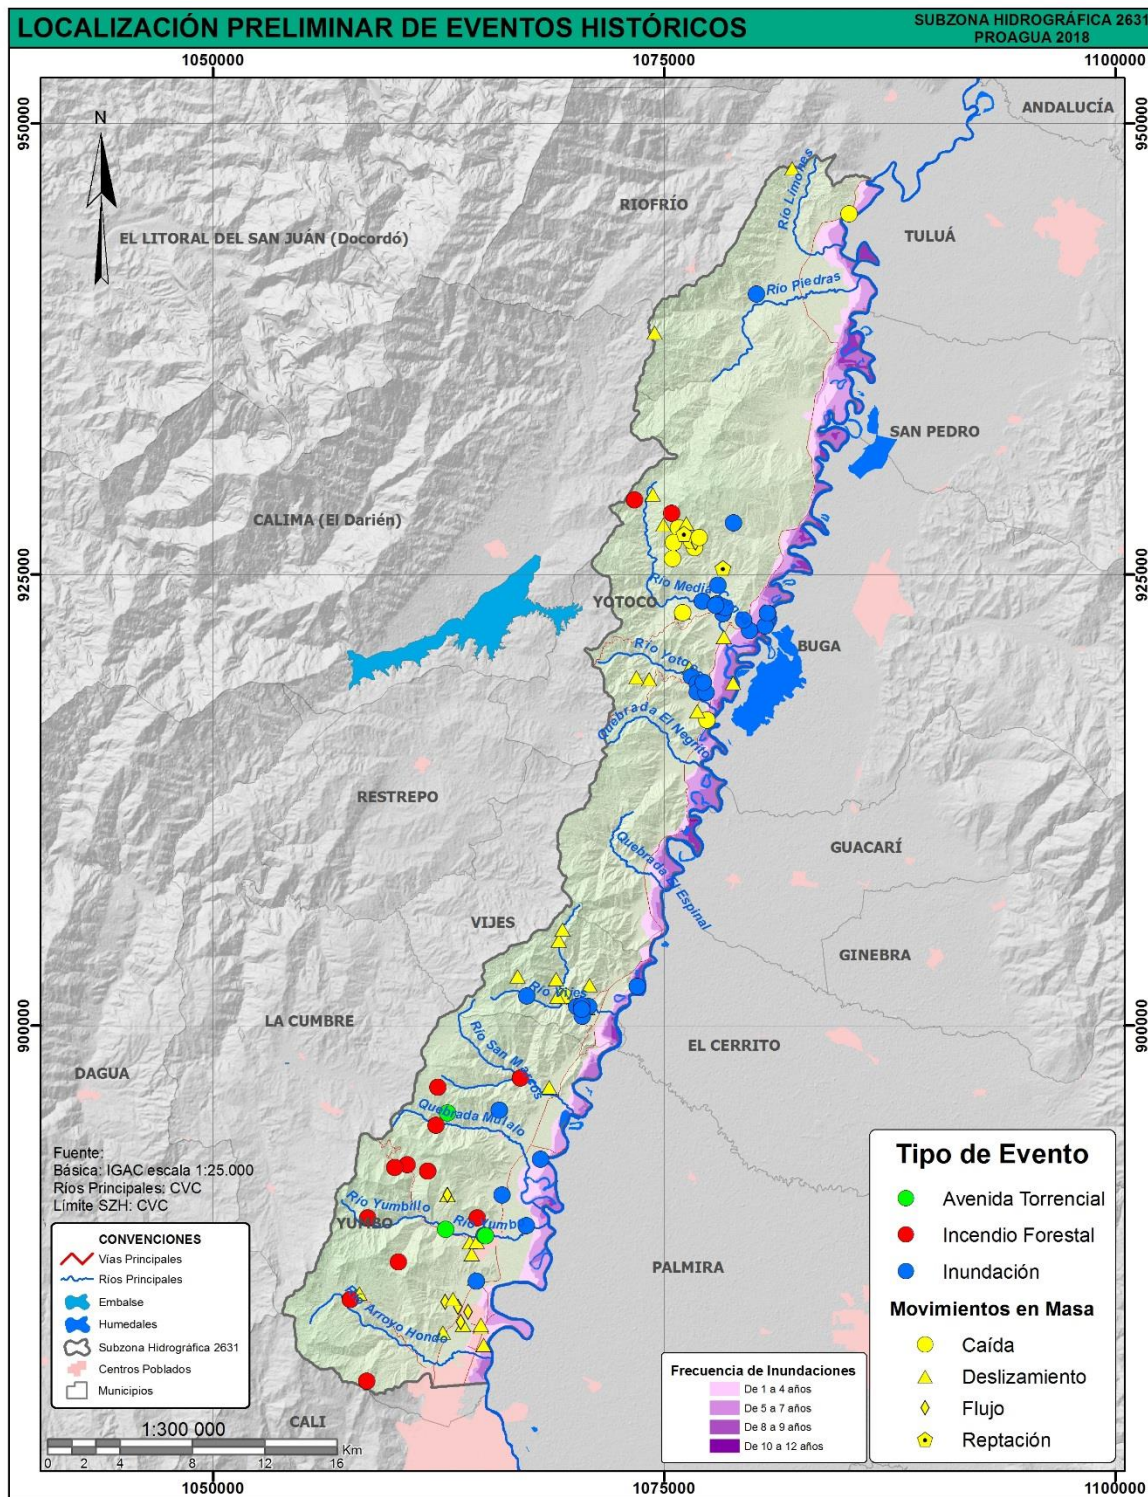 LOCALIZACIÓN PRELIMINAR DE EVENTOS HISTÓRICOS
SUBZONA HIDROGRÁFICA 2631
PROAGUA 2018
1050000
1075000
1100000
950000
950000
N
ANDALUCÍA
RIOFRÍO
Río Limones
EL LITORAL DEL SAN JUÁN (Docordó)
TULUÁ
Río Piedras
SAN PEDRO
CALIMA (El Darién)
925000
925000
YOTOCO
BUGA
Quebrada El Negrito
RESTREPO
GUACARÍ
Quebrada El Espinal
VIJES
GINEBRA
Río Vijes
LA CUMBRE
900000
900000
Río San Marcos
EL CERRITO
DAGUA
Quebrada Mulalo
Río Yumbillo
YUMBO
Río Yumbo
PALMIRA
Río Arroyo Hondo
CALI
Fuente:
Básica: IGAC escala 1:25.000
Ríos Principales: CVC
Límite SZH: CVC
CONVENCIONES
Vías Principales
Ríos Principales
Embalse
Humedales
Subzona Hidrográfica 2631
Centros Poblados
Municipios
1:300 000
Km
0 2 4 8 12 16
Frecuencia de Inundaciones
De 1 a 4 años
De 5 a 7 años
De 8 a 9 años
De 10 a 12 años
Tipo de Evento
Avenida Torrencial
Incendio Forestal
Inundación
Movimientos en Masa
Caída
Deslizamiento
Flujo
Reptación
1050000
1075000
1100000